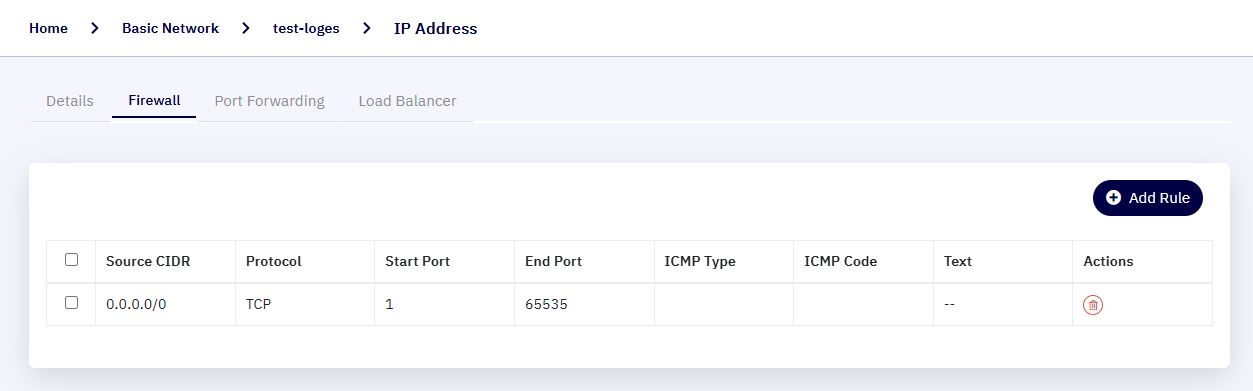 Home > Basic Network > test-loges > IP Address
Details Firewall Port Forwarding Load Balancer
Add Rule
Source CIDR Protocol Start Port End Port ICMP Type ICMP Code Text Actions
0.0.0.0/0 TCP 1 65535 --